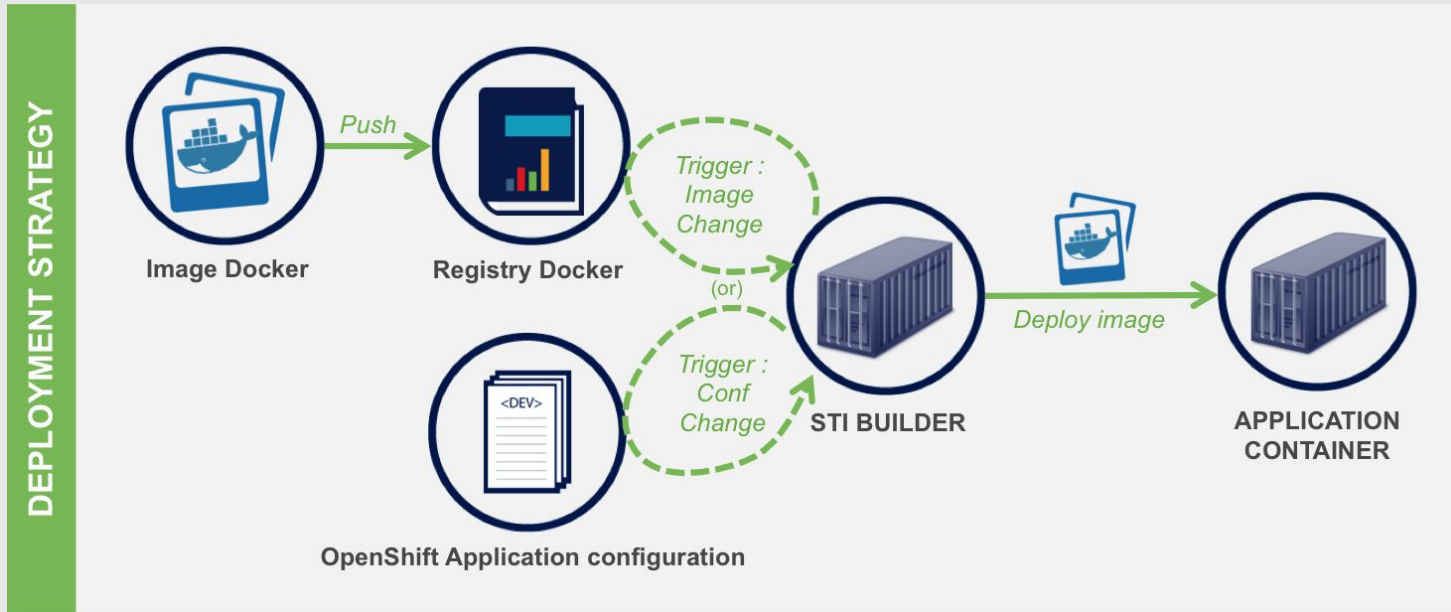 DEPLOYMENT STRATEGY
Image Docker
Push
Registry Docker
Trigger :
Image
Change
(or)
OpenShift Application configuration
<DEV>
Trigger :
Conf
Change
STI BUILDER
Deploy image
APPLICATION
CONTAINER